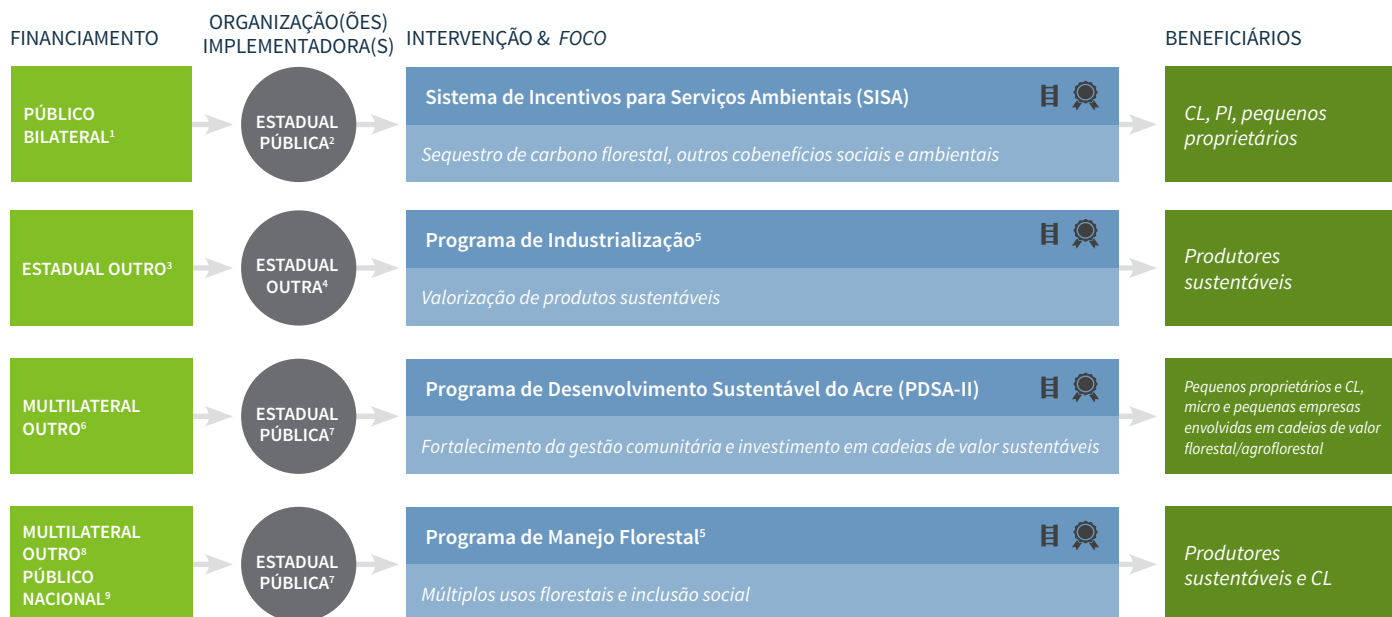 FINANCIAMENTO
ORGANIZAÇÃO(ÕES)
IMPLEMENTADORA(S)
INTERVENÇÃO & FOCO
BENEFICIÁRIOS
PÚBLICO
BILATERAL¹
ESTADUAL
PÚBLICA²
Sistema de Incentivos para Serviços Ambientais (SISA)
Sequestro de carbono florestal, outros cobenefícios sociais e ambientais
CL, PI, pequenos
proprietários
ESTADUAL OUTRO³
ESTADUAL
OUTRA⁴
Programa de Industrialização⁵
Valorização de produtos sustentáveis
Produtores
sustentáveis
MULTILATERAL
OUTRO⁶
ESTADUAL
PÚBLICA⁷
Programa de Desenvolvimento Sustentável do Acre (PDSA-II)
Fortalecimento da gestão comunitária e investimento em cadeias de valor sustentáveis
Pequenos proprietários e CL,
micro e pequenas empresas
envolvidas em cadeias de valor
florestal/agroflorestal
MULTILATERAL
OUTRO⁸
PÚBLICO
NACIONAL⁹
ESTADUAL
PÚBLICA⁷
Programa de Manejo Florestal⁵
Múltiplos usos florestais e inclusão social
Produtores
sustentáveis e CL